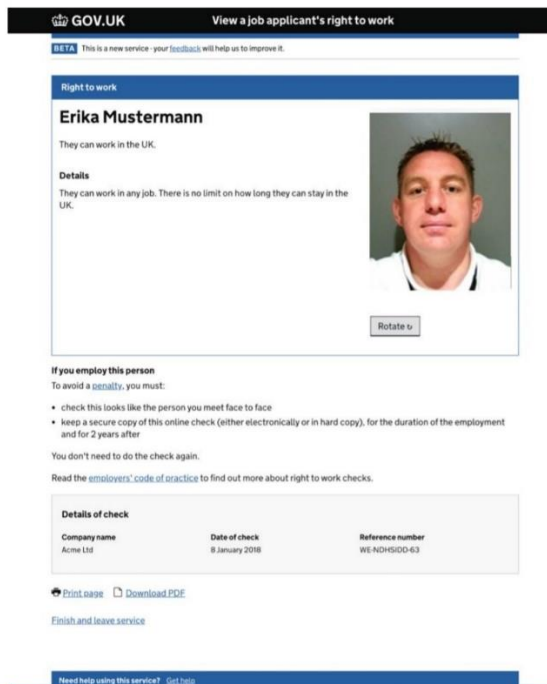 GOV.UK View a job applicant's right to work
BETA This is a new service - your feedback will help us to improve it.
Right to work
Erika Mustermann
They can work in the UK.
Details
They can work in any job. There is no limit on how long they can stay in the
UK.
Rotate ↻
If you employ this person
To avoid a penalty, you must:
• check this looks like the person you meet face to face
• keep a secure copy of this online check (either electronically or in hard copy), for the duration of the employment
and for 2 years after
You don't need to do the check again.
Read the employers' code of practice to find out more about right to work checks.
Details of check
Company name Date of check Reference number
Acme Ltd 8 January 2018 WE-NDHSIDD-63
Print page Download PDF
Finish and leave service
Need help using this service? Get help